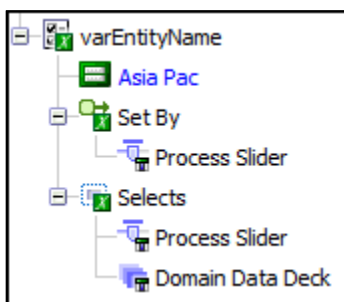 varEntityName
Asia Pac
Set By
Process Slider
Selects
Process Slider
Domain Data Deck